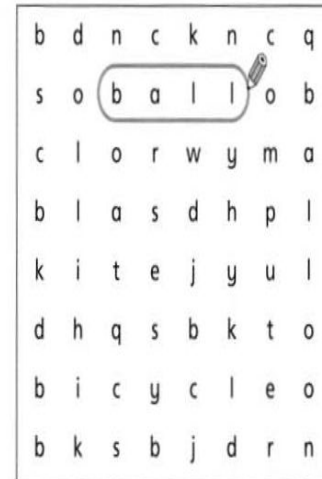 b d n c k n c q
s o b a l l o b
c l o r w y m a
b l a s d h p l
k i t e j y u l
d h q s b k t o
b i c y c l e o
b k s b j d r n